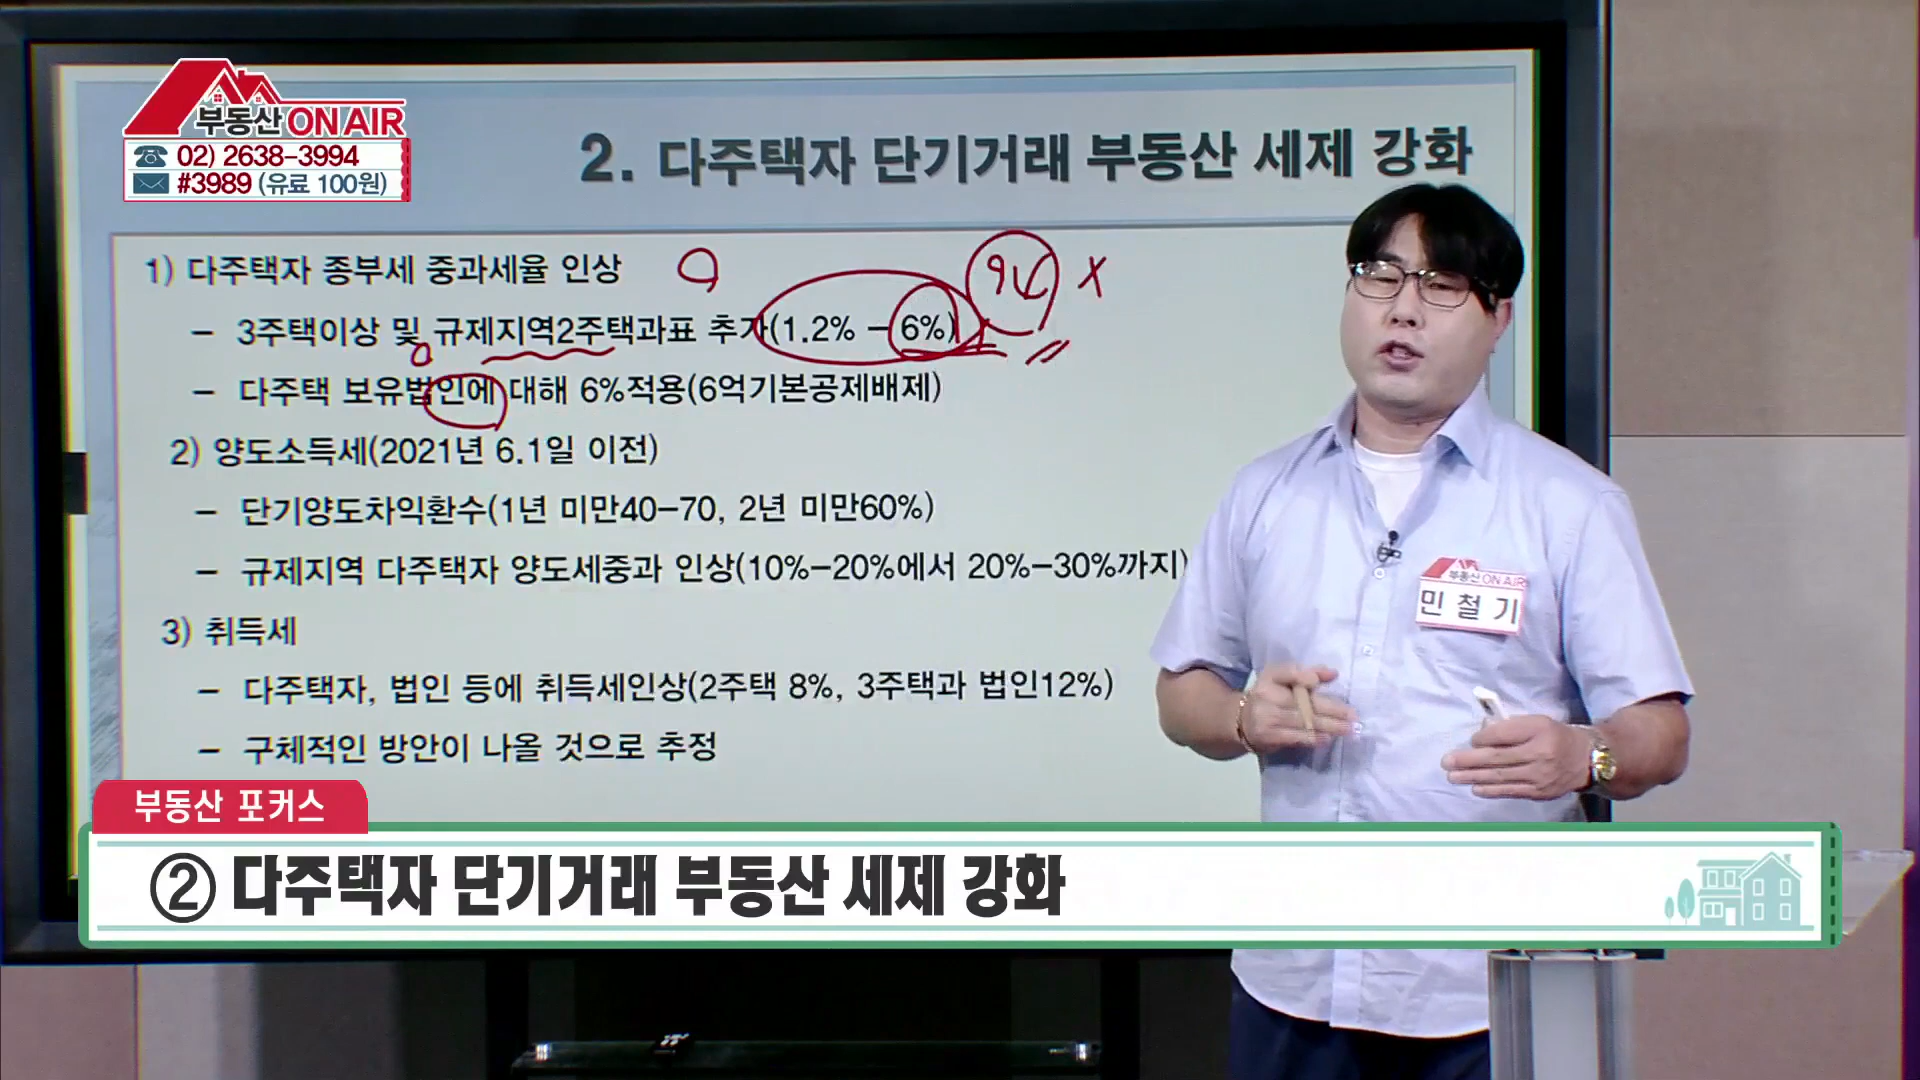 부동산 ON AIR
02) 2638-3994
#3989 (유료 100원)
2. 다주택자 단기거래 부동산 세제 강화
1) 다주택자 종부세 중과세율 인상
- 3주택이상 및 규제지역2주택과표 추가(1.2% - 6%)
- 다주택 보유법인에 대해 6%적용(6억기본공제배제)
2) 양도소득세(2021년 6.1일 이전)
- 단기양도차익환수(1년 미만40-70, 2년 미만60%)
- 규제지역 다주택자 양도세중과 인상(10%-20%에서 20%-30%까지)
3) 취득세
- 다주택자, 법인 등에 취득세인상(2주택 8%, 3주택과 법인12%)
- 구체적인 방안이 나올 것으로 추정
부동산 ON AIR
민철기
부동산 포커스
② 다주택자 단기거래 부동산 세제 강화